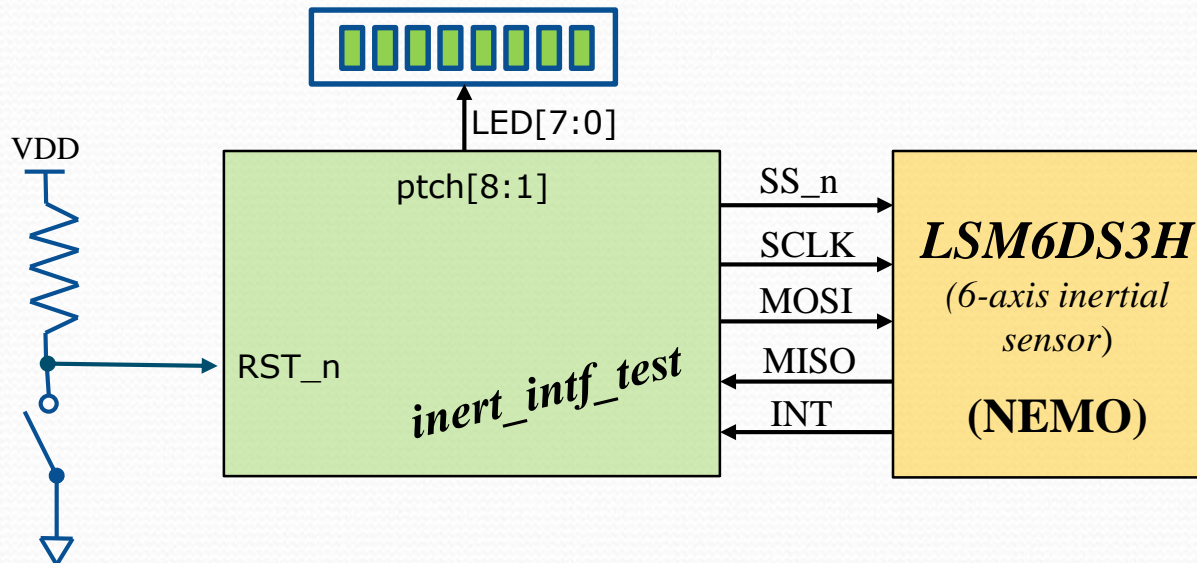 LED[7:0]
VDD
ptch[8:1]
RST_n
inert_intf_test
SS_n
SCLK
MOSI
MISO
INT
LSM6DS3H
(6-axis inertial
sensor)
(NEMO)